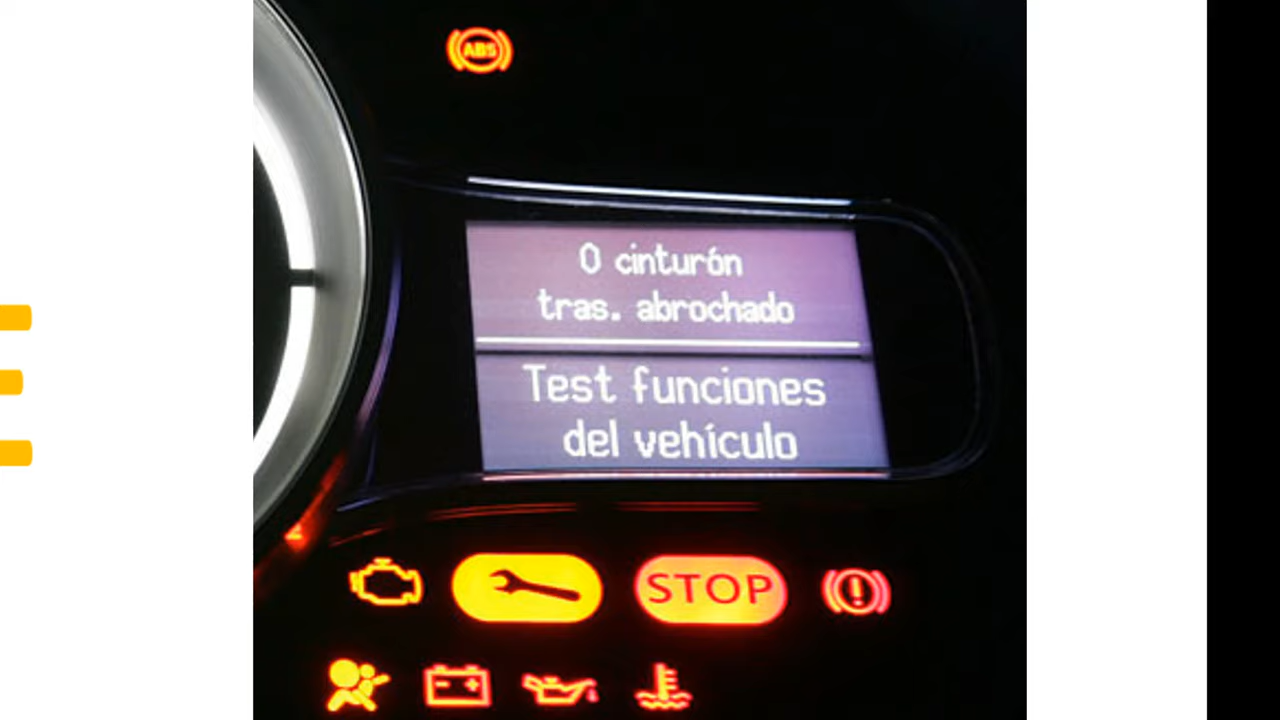 ABS
0 cinturón
tras. abrochado
Test funciones
del vehículo
STOP